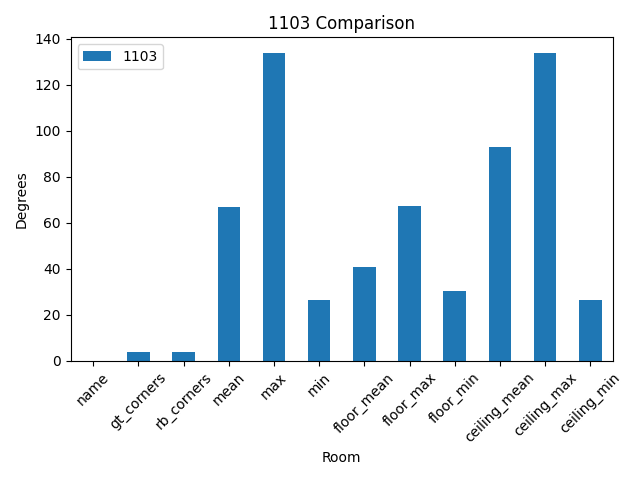 1103 Comparison
1103
Degrees
140
120
100
80
60
40
20
0
name
gt_corners
rb_corners
mean
max
min
floor_mean
floor_max
floor_min
ceiling_mean
ceiling_max
ceiling_min
Room